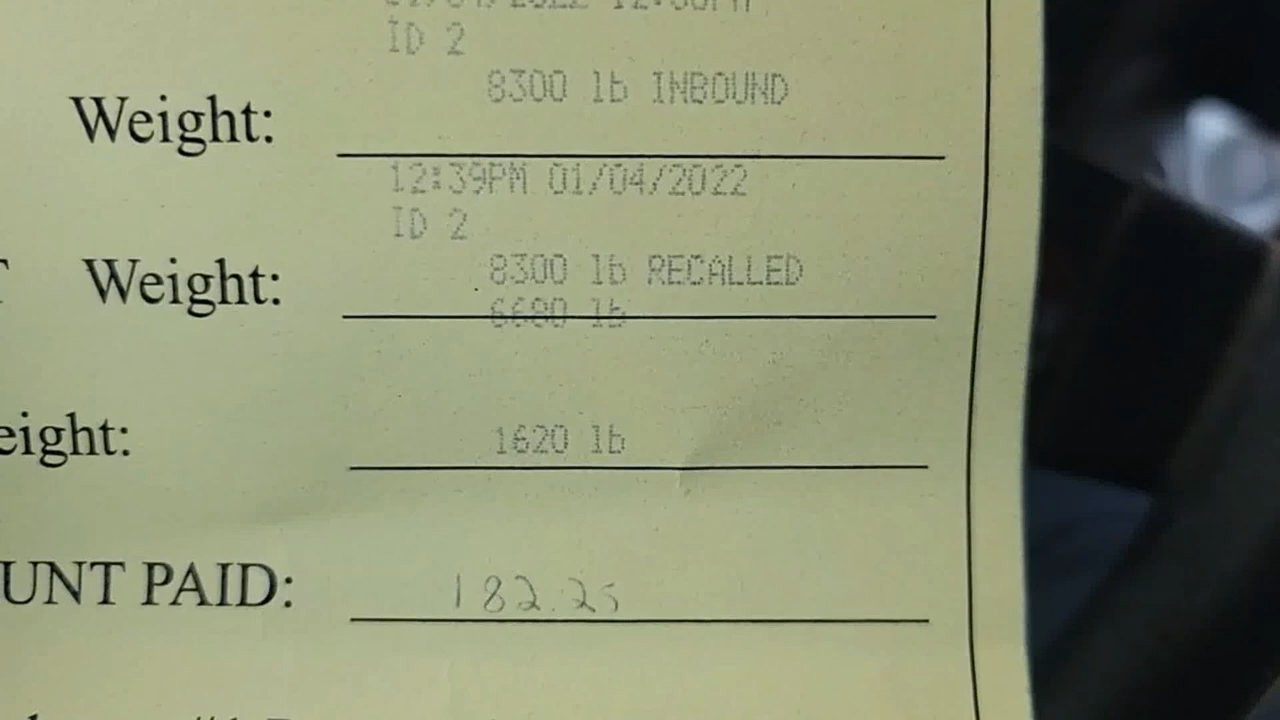 ID 2
8300 lb INBOUND
Weight:
12:39PM 01/04/2022
ID 2
8300 lb RECALLED
Weight:
6680 lb
eight:
1620 lb
UNT PAID: 182.25